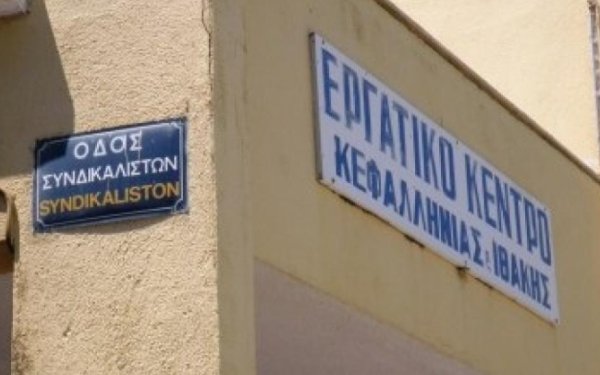 ΟΔΟΣ
ΣΥΝΔΙΚΑΛΙΣΤΩΝ
SYNDIKALISTON
ΕΡΓΑΤΙΚΟ ΚΕΝΤΡΟ
ΚΕΦΑΛΛΗΝΙΑΣ & ΙΘΑΚΗΣ